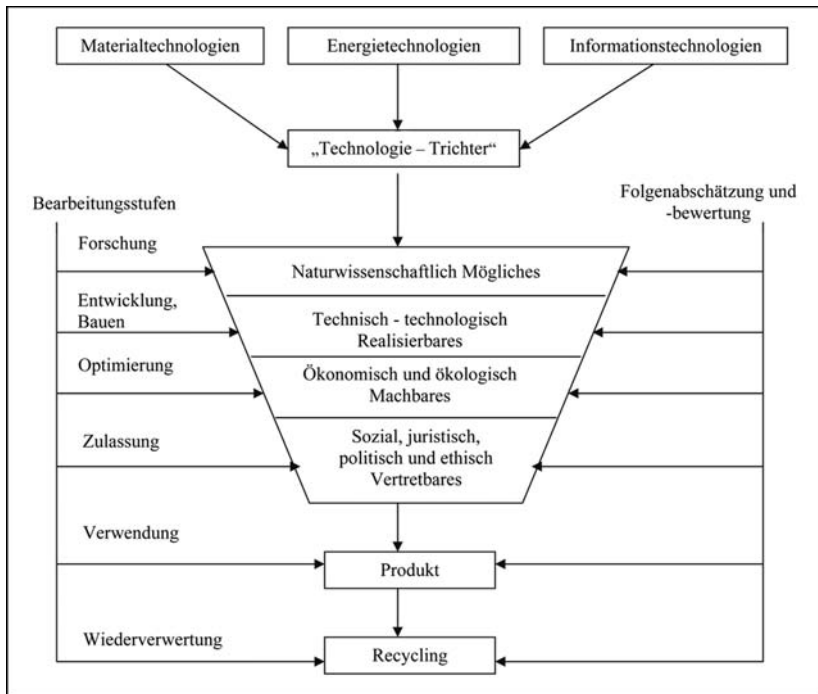 Materialtechnologien
Energietechnologien
Informationstechnologien
„Technologie – Trichter“
Bearbeitungsstufen
Folgenabschätzung und
-bewertung
Forschung
Naturwissenschaftlich Mögliches
Entwicklung,
Bauen
Technisch - technologisch
Realisierbares
Optimierung
Ökonomisch und ökologisch
Machbares
Zulassung
Sozial, juristisch,
politisch und ethisch
Vertretbares
Verwendung
Produkt
Wiederverwertung
Recycling